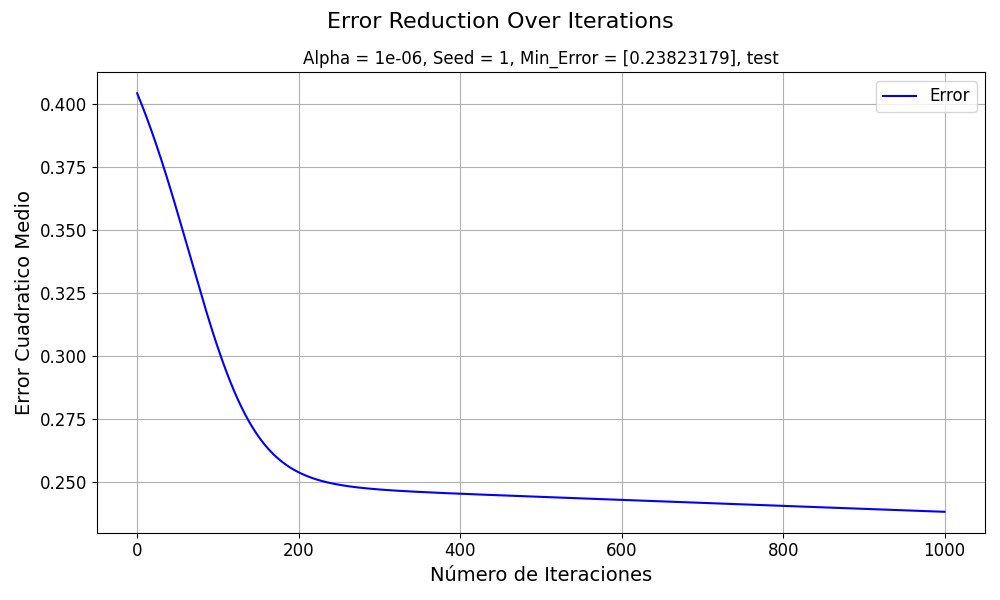 Error Reduction Over Iterations
Alpha = 1e-06, Seed = 1, Min_Error = [0.23823179], test
Error
0.400
0.375
0.350
0.325
0.300
0.275
0.250
Error Cuadratico Medio
0 200 400 600 800 1000
Número de Iteraciones